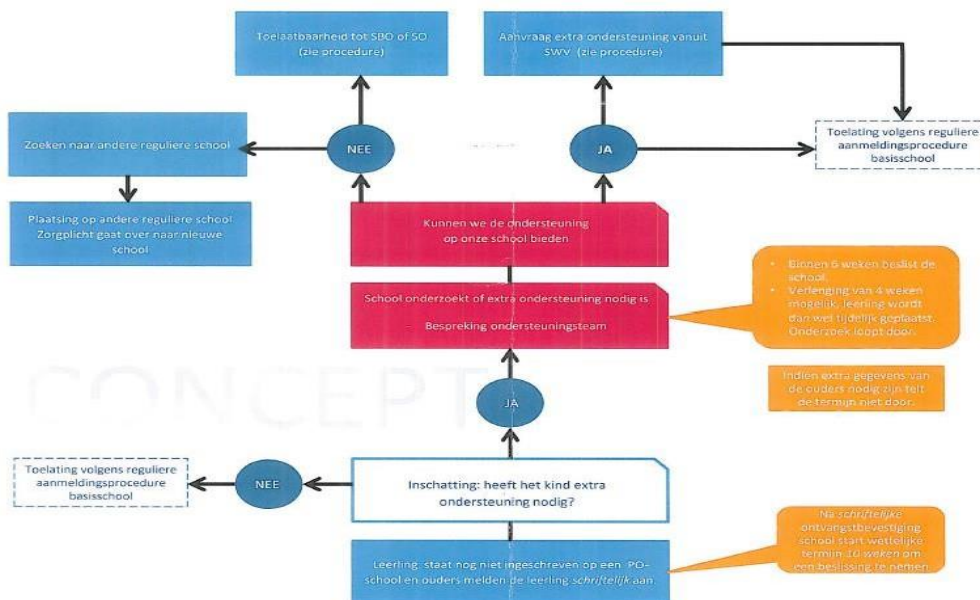 Toelaatbaarheid tot SBO of SO
(zie procedure)
Aanvraag extra ondersteuning vanuit
SWV (zie procedure)
Zoeken naar andere reguliere school
NEE
JA
Toelating volgens reguliere
aanmeldingsprocedure
basisschool
Plaatsing op andere reguliere school
Zorgplicht gaat over naar nieuwe
school
Kunnen we de ondersteuning
op onze school bieden
• Binnen 6 weken beslist de
school.
• Verlenging van 4 weken
mogelijk, leerling wordt
dan wel tijdelijk geplaatst.
Onderzoek loopt door.
School onderzoekt of extra ondersteuning nodig is
Bespreking ondersteuningsteam
Indien extra gegevens van
de ouders nodig zijn telt
de termijn niet door.
CONCEPT
JA
Toelating volgens reguliere
aanmeldingsprocedure
basisschool
NEE
Inschatting: heeft het kind extra
ondersteuning nodig?
Na schriftelijke
ontvangstbevestiging
school start wettelijke
termijn 10 weken om
een beslissing te nemen
Leerling staat nog niet ingeschreven op een PO-
school en ouders melden de leerling schriftelijk aan.